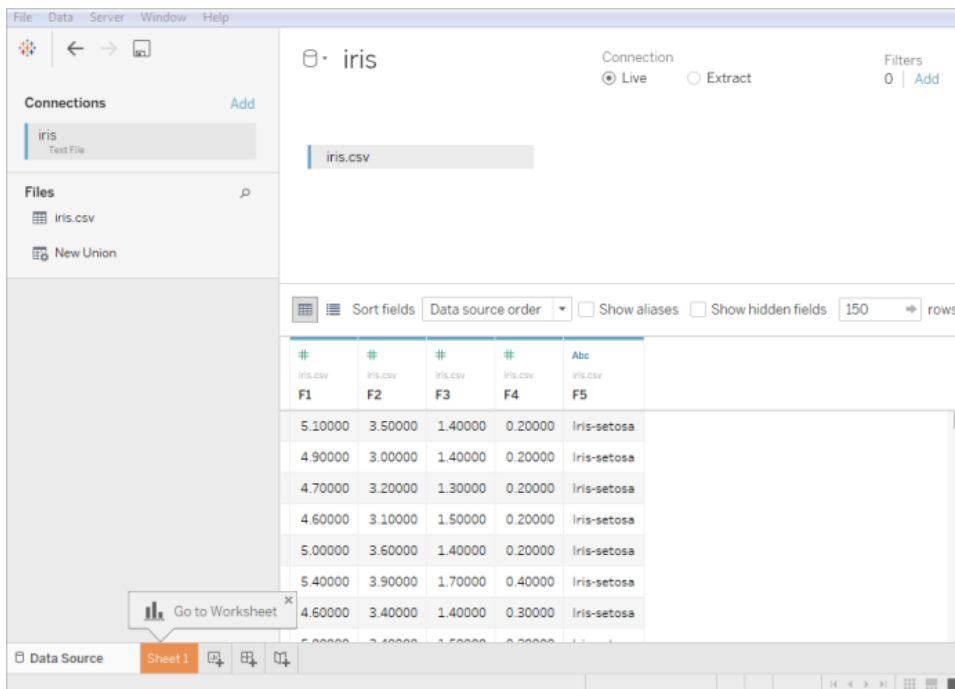 File Data Server Window Help
iris
Connection
Live
Extract
Filters
0 Add
Connections Add
iris
Text File
iris.csv
Files
iris.csv
New Union
Sort fields Data source order Show aliases Show hidden fields 150 rows
# # # # Abc
iris.csv iris.csv iris.csv iris.csv iris.csv
F1 F2 F3 F4 F5
5.10000 3.50000 1.40000 0.20000 Iris-setosa
4.90000 3.00000 1.40000 0.20000 Iris-setosa
4.70000 3.20000 1.30000 0.20000 Iris-setosa
4.60000 3.10000 1.50000 0.20000 Iris-setosa
5.00000 3.60000 1.40000 0.20000 Iris-setosa
5.40000 3.90000 1.70000 0.40000 Iris-setosa
4.60000 3.40000 1.40000 0.30000 Iris-setosa
Go to Worksheet
Data Source Sheet 1